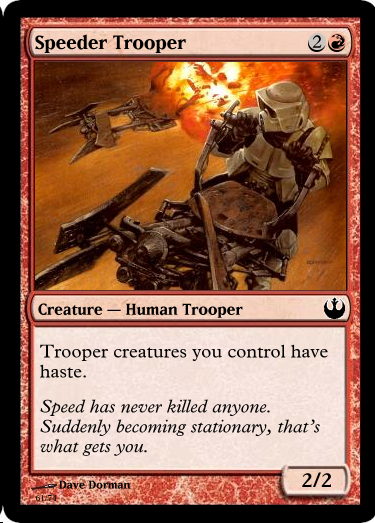 Speeder Trooper 2
Creature — Human Trooper
Trooper creatures you control have
haste.
Speed has never killed anyone.
Suddenly becoming stationary, that's
what gets you.
Dave Dorman
2/2